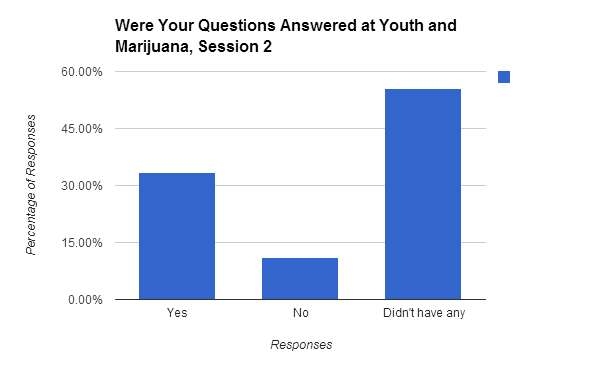 Were Your Questions Answered at Youth and
Marijuana, Session 2
60.00%
45.00%
30.00%
15.00%
0.00%
Percentage of Responses
Yes
No
Didn't have any
Responses